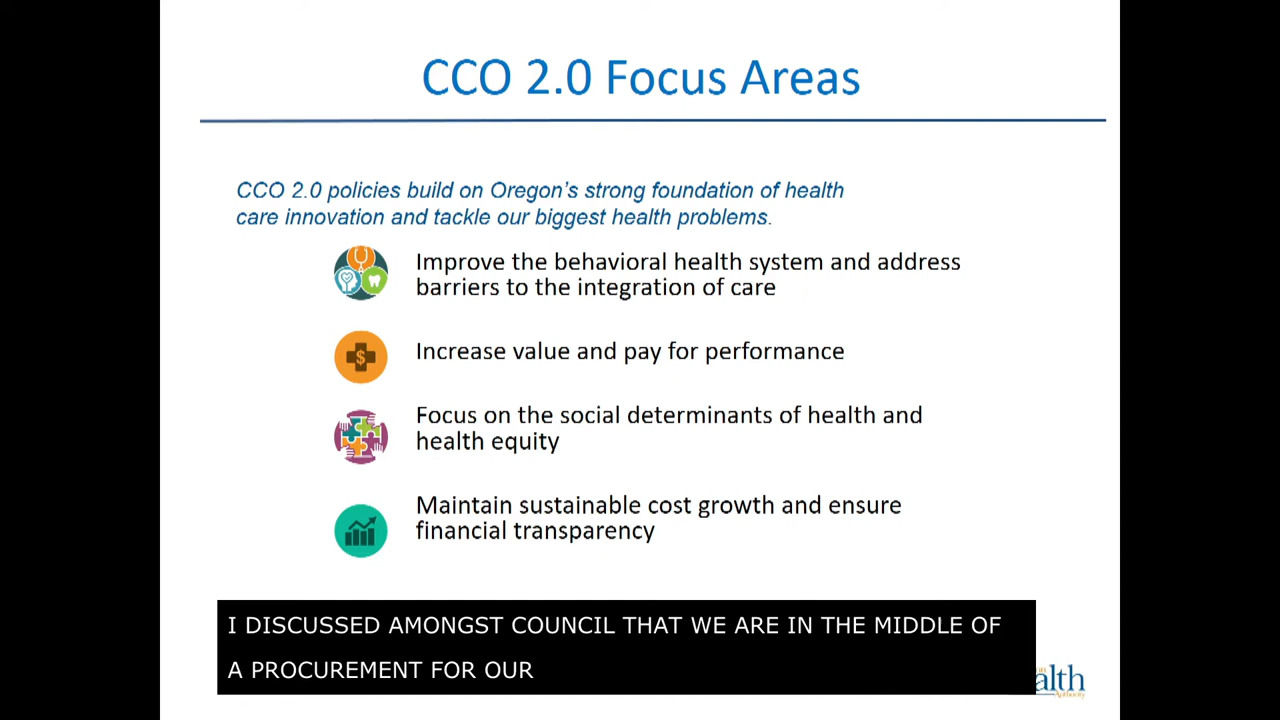 CCO 2.0 Focus Areas
CCO 2.0 policies build on Oregon's strong foundation of health
care innovation and tackle our biggest health problems.
Improve the behavioral health system and address
barriers to the integration of care
$
Increase value and pay for performance
Focus on the social determinants of health and
health equity
Maintain sustainable cost growth and ensure
financial transparency
I DISCUSSED AMONGST COUNCIL THAT WE ARE IN THE MIDDLE OF
A PROCUREMENT FOR OUR
alth
Authority